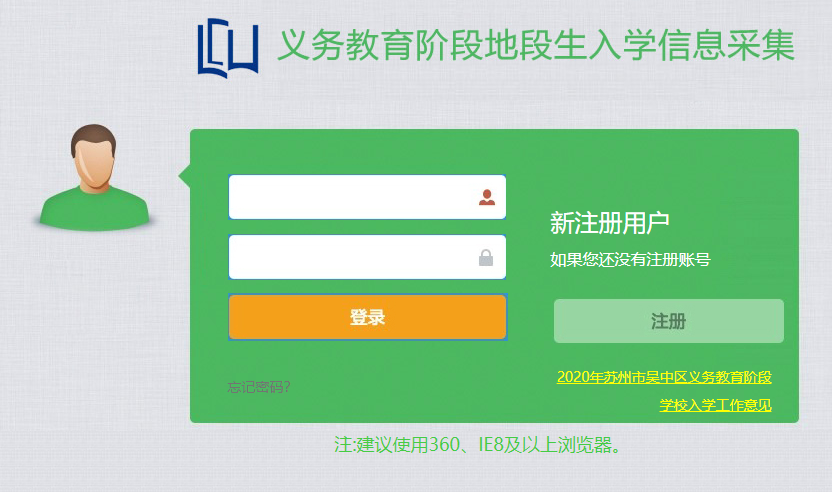 义务教育阶段地段生入学信息采集
新注册用户
如果您还没有注册账号
登录
注册
忘记密码?
2020年苏州市吴中区义务教育阶段
学校入学工作意见
注:建议使用360、IE8及以上浏览器。